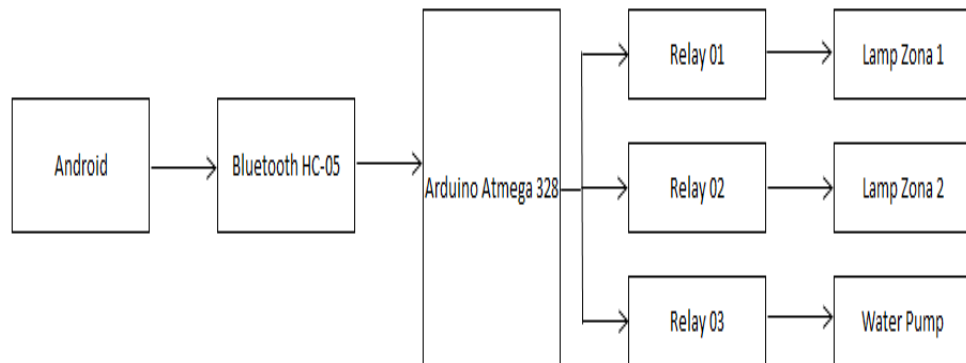 Android
Bluetooth HC-05
Arduino Atmega 328
Relay 01
Lamp Zona 1
Relay 02
Lamp Zona 2
Relay 03
Water Pump